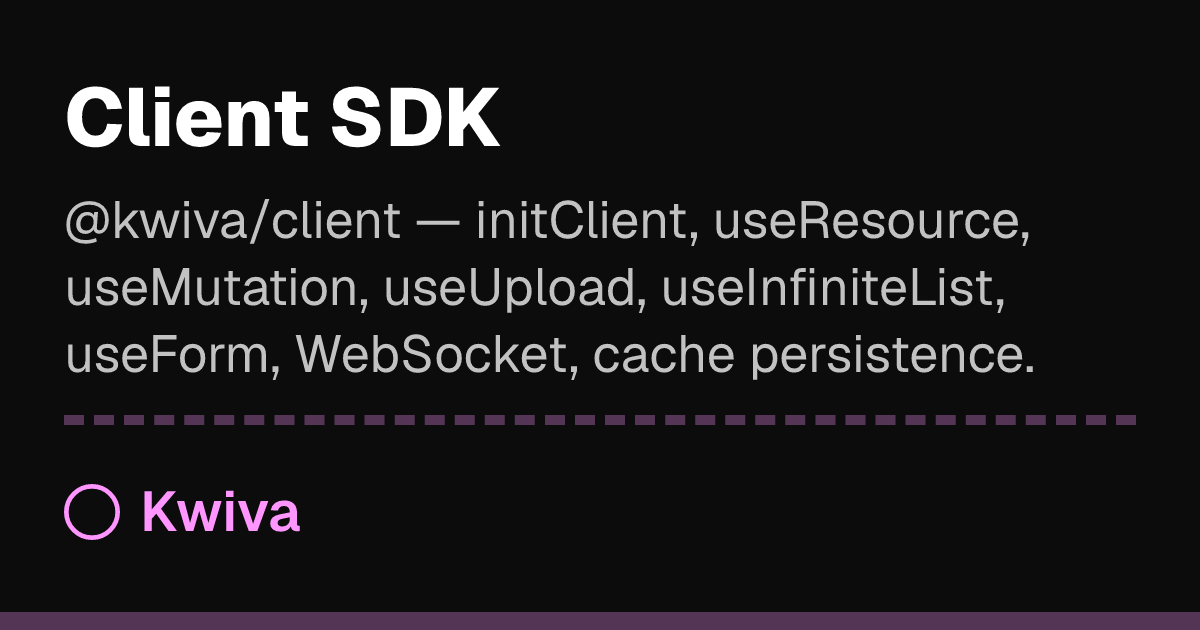 Client SDK
@kwiva/client — initClient, useResource,
useMutation, useUpload, useInfiniteList,
useForm, WebSocket, cache persistence.
Kwiva